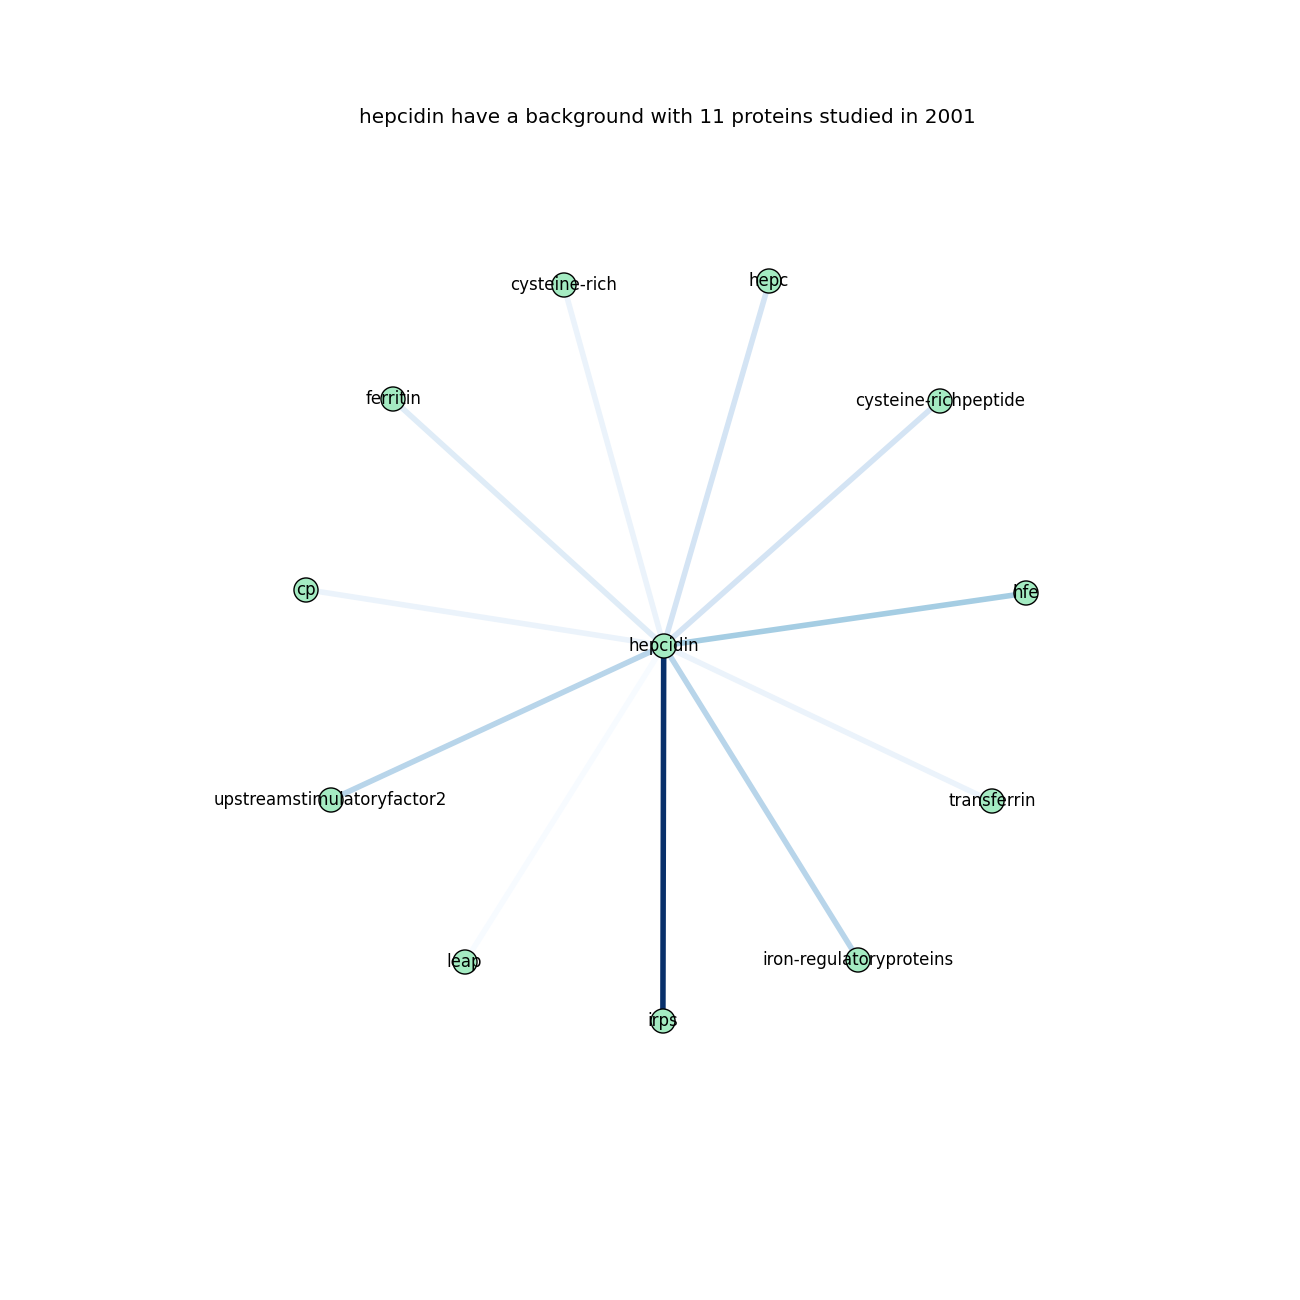 hepcidin have a background with 11 proteins studied in 2001
hepc
cysteine-rich
ferritin
cysteine-richpeptide
cp
hfe
hepcidin
upstreamstimulatoryfactor2
transferrin
leap
iron-regulatoryproteins
irps